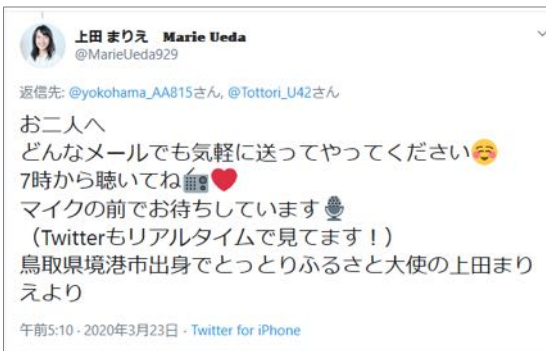 上田 まりえ Marie Ueda
@MarieUeda929
返信先: @yokohama_AA815さん, @Tottori_U42さん
お二人へ
どんなメールでも気軽に送ってやってください☺️
7時から聴いてね📻❤️
マイクの前でお待ちしています🎙️
（Twitterもリアルタイムで見てます！）
鳥取県境港市出身でとっとりふるさと大使の上田まり
えより
午前5:10 - 2020年3月23日 - Twitter for iPhone